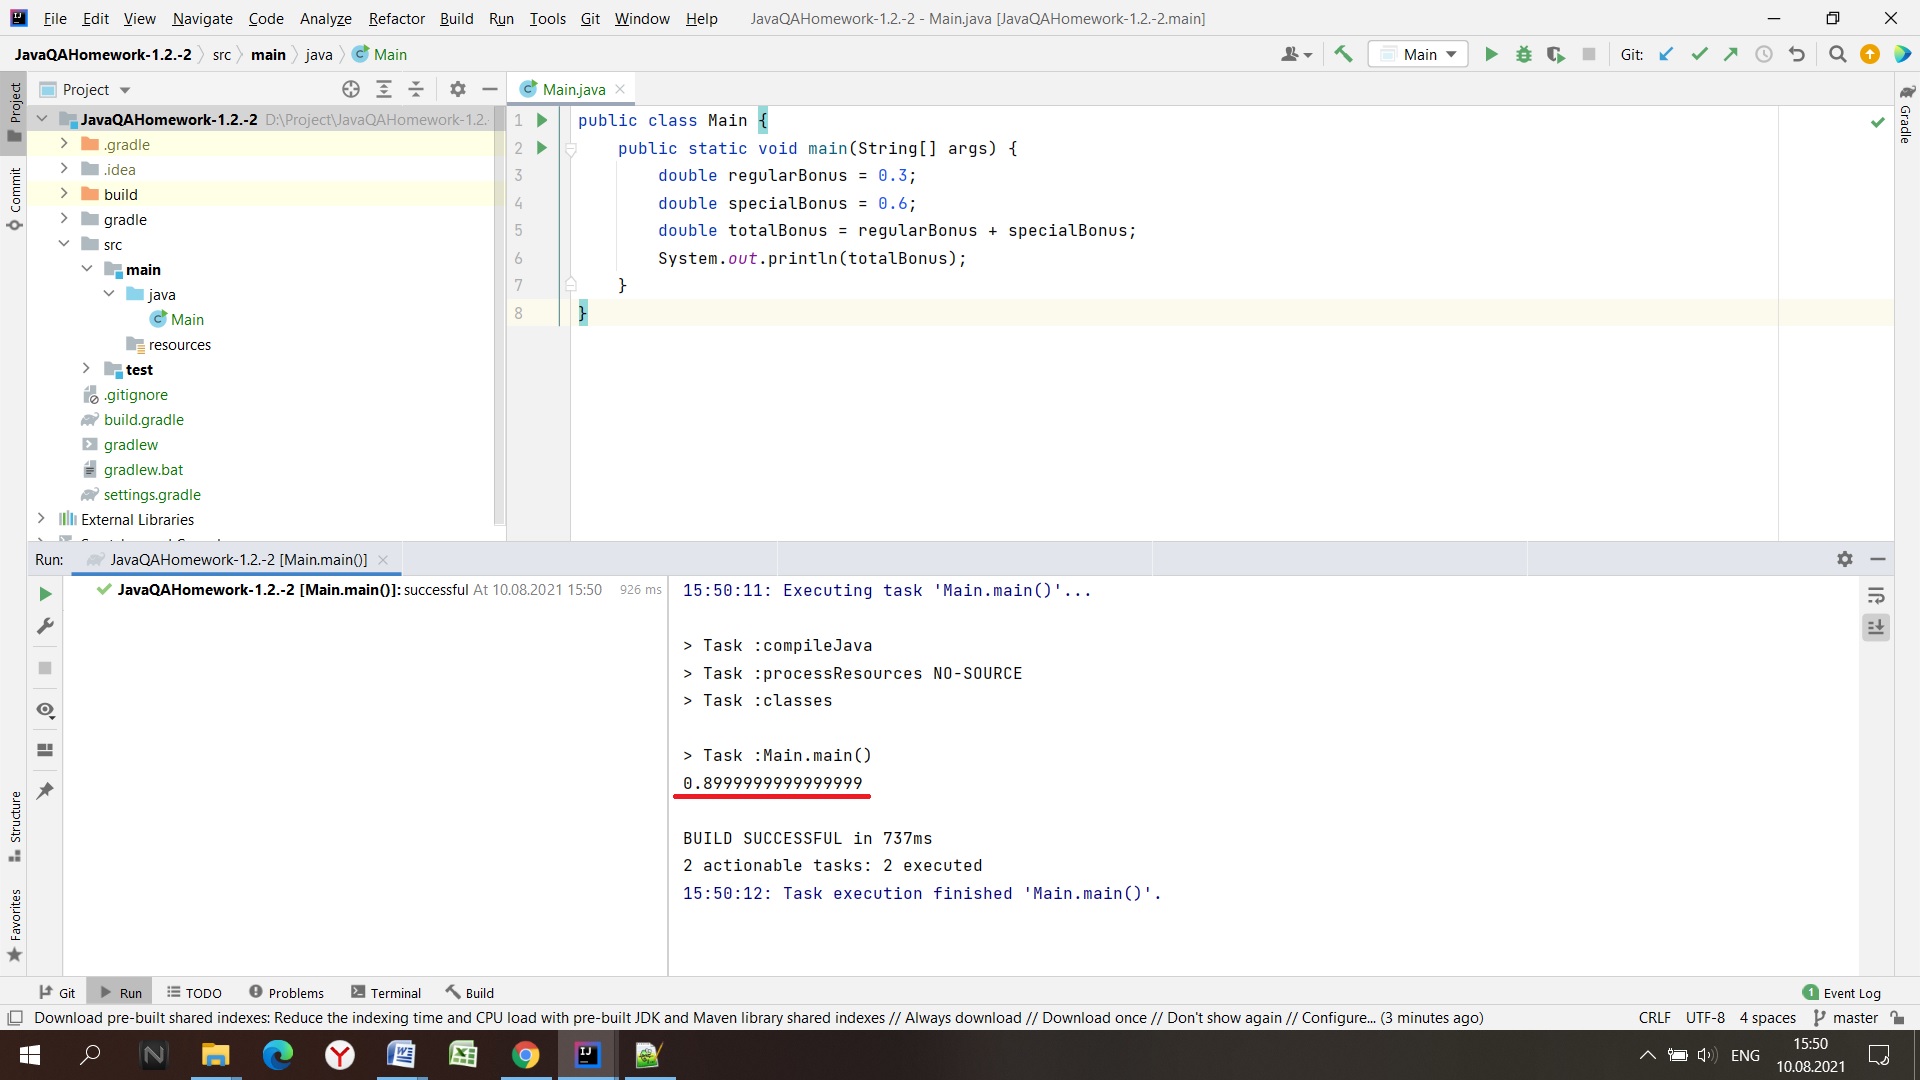 File Edit View Navigate Code Analyze Refactor Build Run Tools Git Window Help JavaQAHomework-1.2.-2 - Main.java [JavaQAHomework-1.2.-2.main]
JavaQAHomework-1.2.-2 src main java Main Main Git:
Project
Main.java
Project
Commit
Structure
Favorites
Gradle
JavaQAHomework-1.2.-2 D:\Project\JavaQAHomework-1.2.
.gradle
.idea
build
gradle
src
main
java
Main
resources
test
.gitignore
build.gradle
gradlew
gradlew.bat
settings.gradle
External Libraries
1 public class Main {
2 public static void main(String[] args) {
3 double regularBonus = 0.3;
4 double specialBonus = 0.6;
5 double totalBonus = regularBonus + specialBonus;
6 System.out.println(totalBonus);
7 }
8 }
Run: JavaQAHomework-1.2.-2 [Main.main()]
JavaQAHomework-1.2.-2 [Main.main()]: successful At 10.08.2021 15:50 926 ms
15:50:11: Executing task 'Main.main()'...
> Task :compileJava
> Task :processResources NO-SOURCE
> Task :classes
> Task :Main.main()
0.8999999999999999
BUILD SUCCESSFUL in 737ms
2 actionable tasks: 2 executed
15:50:12: Task execution finished 'Main.main()'.
Git Run TODO Problems Terminal Build 1 Event Log
Download pre-built shared indexes: Reduce the indexing time and CPU load with pre-built JDK and Maven library shared indexes // Always download // Download once // Don't show again // Configure... (3 minutes ago) CRLF UTF-8 4 spaces master
ENG 15:50
10.08.2021